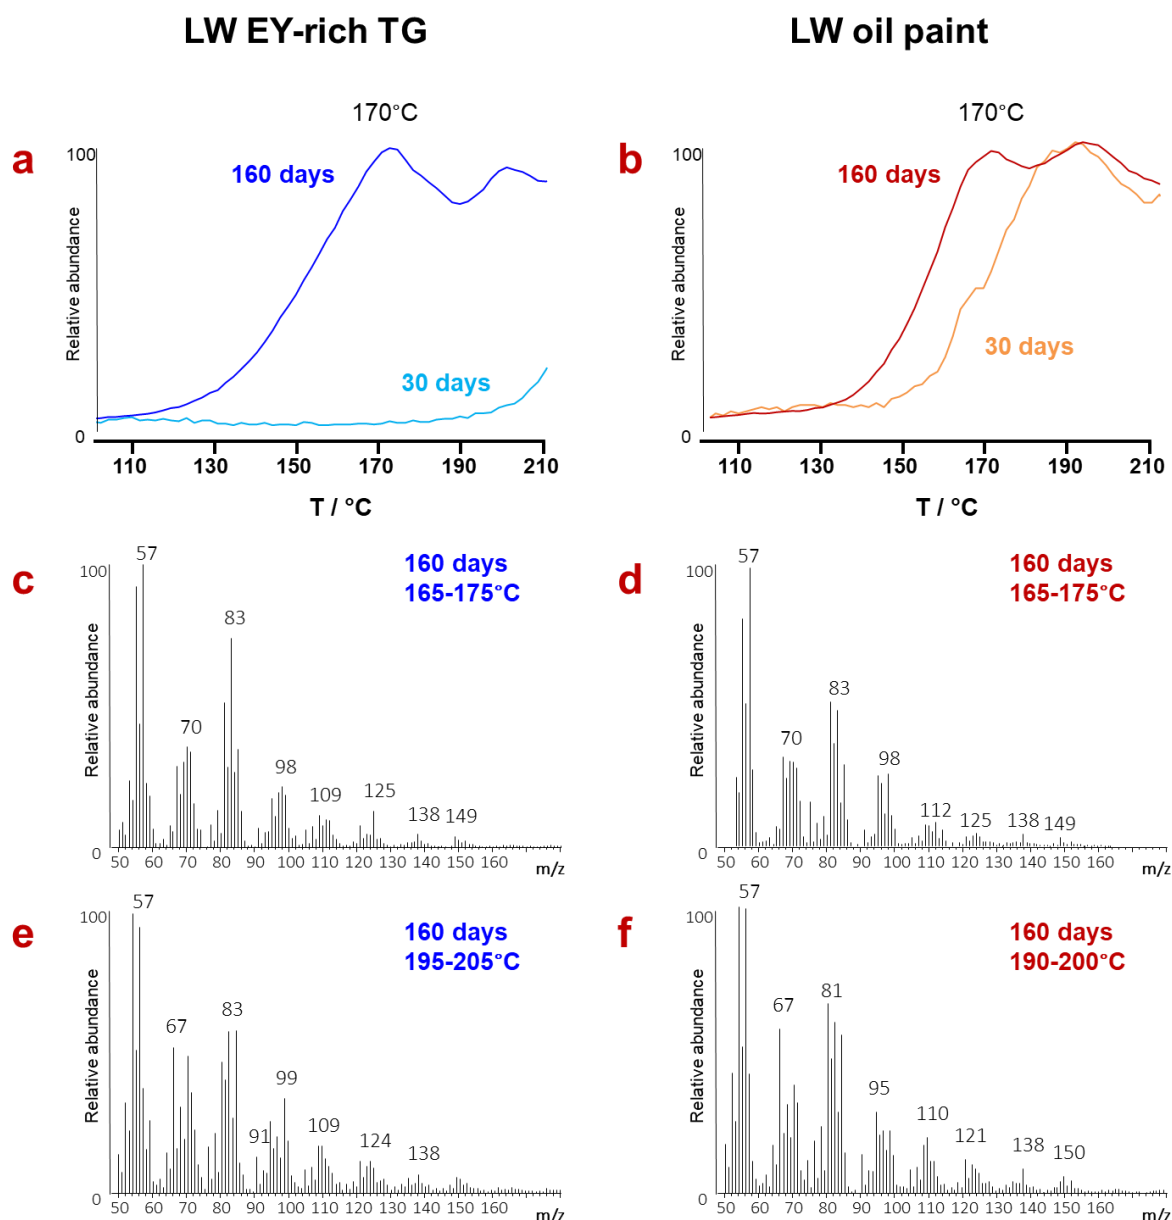 LW EY-rich TG
LW oil paint
170°C
170°C
a
b
100
100
160 days
160 days
Relative abundance
Relative abundance
30 days
30 days
0
0
110 130 150 170 190 210
110 130 150 170 190 210
T / °C
T / °C
c
57
160 days
165-175°C
100
83
70
98
109
125
138
149
Relative abundance
0
50 60 70 80 90 100 110 120 130 140 150 160
m/z
d
57
160 days
165-175°C
100
83
70
98
112
125
138
149
Relative abundance
0
50 60 70 80 90 100 110 120 130 140 150 160
m/z
e
57
160 days
195-205°C
100
83
67
99
91
109
124
138
Relative abundance
0
50 60 70 80 90 100 110 120 130 140 150 160
m/z
f
57
160 days
190-200°C
100
81
67
95
110
121
138
150
Relative abundance
0
50 60 70 80 90 100 110 120 130 140 150 160
m/z